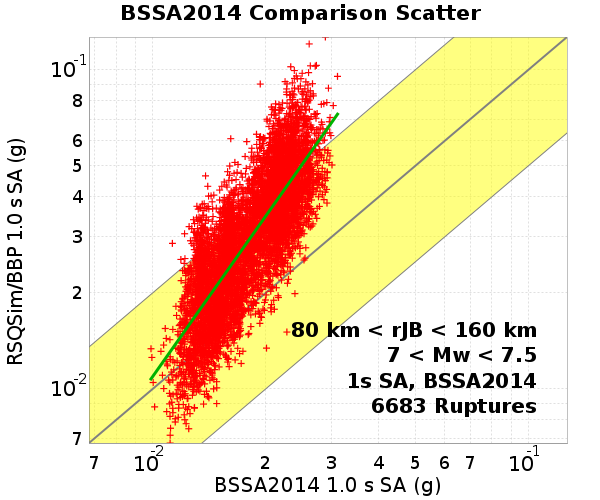 BSSA2014 Comparison Scatter
RSQSim/BBP 1.0 s SA (g)
10⁻¹
8
6
5
4
3
2
10⁻²
7
80 km < rJB < 160 km
7 < Mw < 7.5
1s SA, BSSA2014
6683 Ruptures
7 10⁻² 2 3 4 5 6 7 10⁻¹
BSSA2014 1.0 s SA (g)